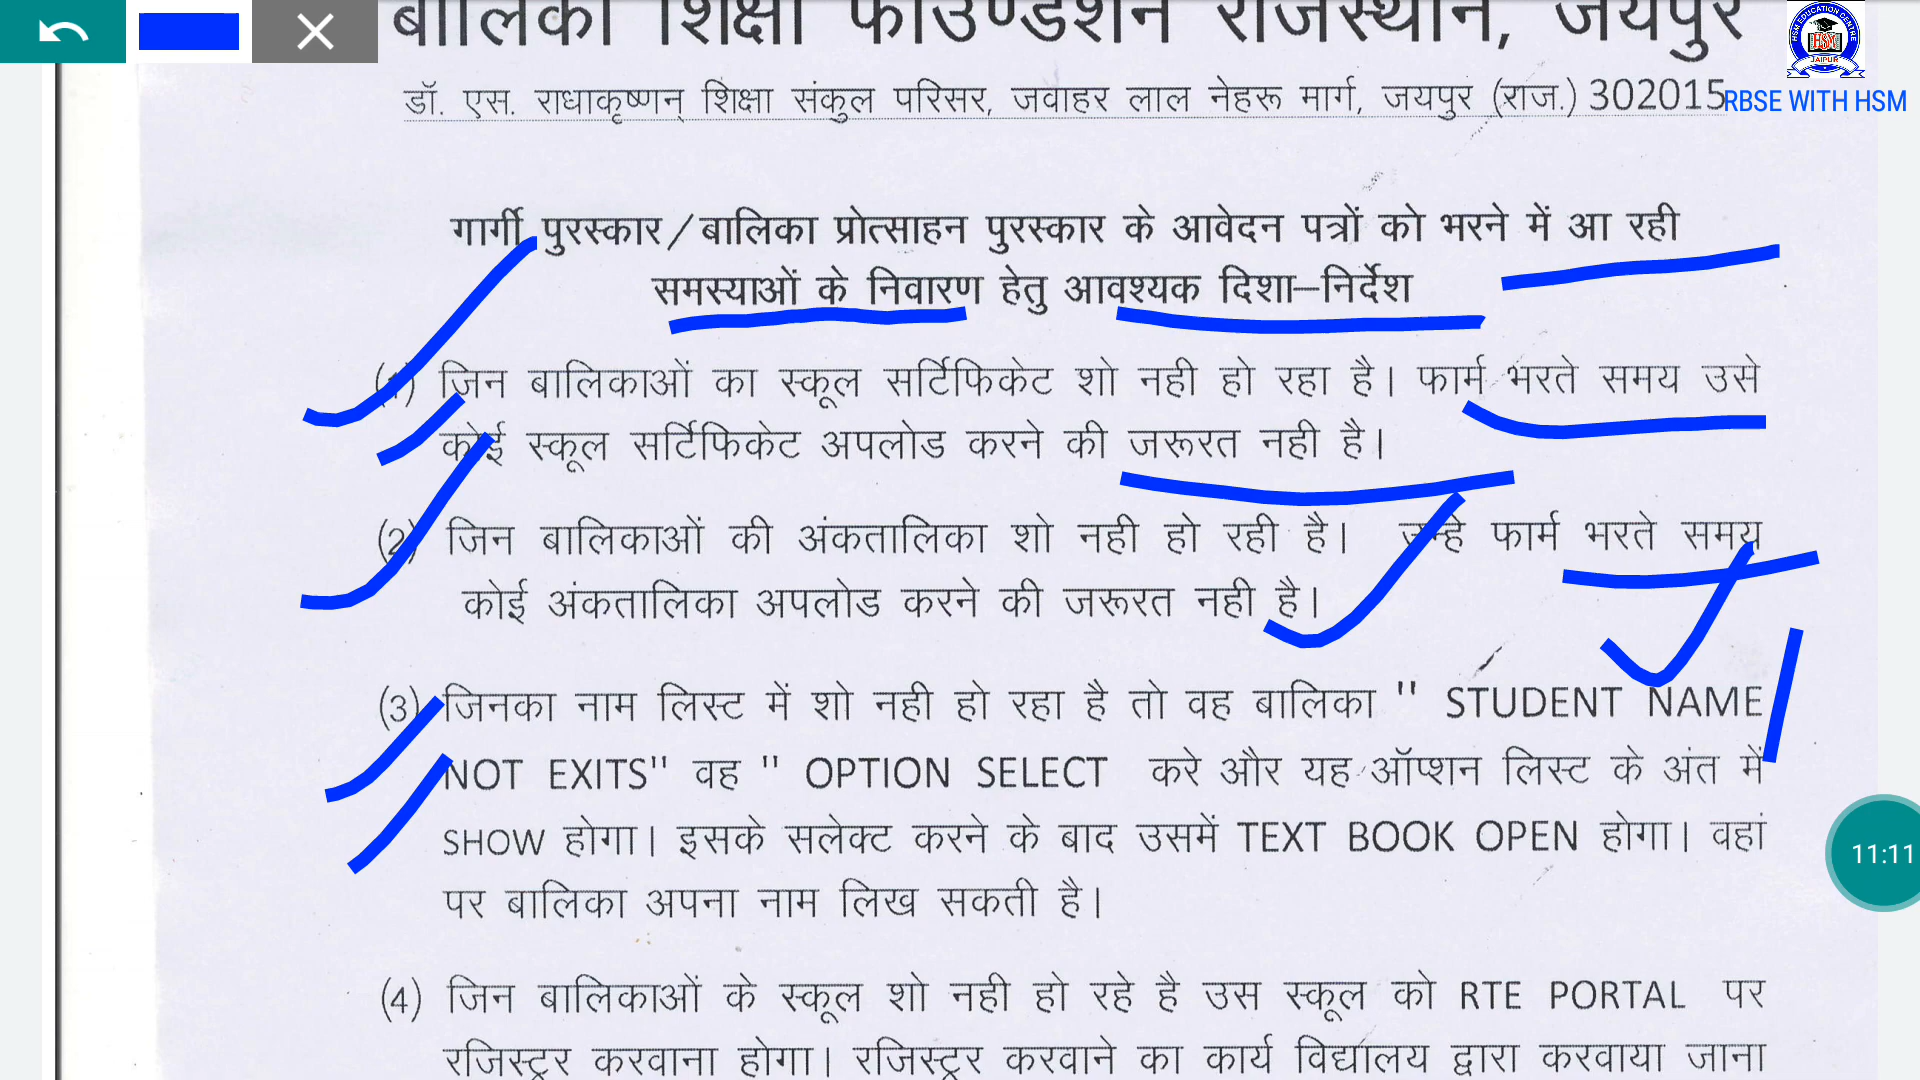 बालिका शिक्षा फाउण्डेशन राजस्थान, जयपुर
डॉ. एस. राधाकृष्णन् शिक्षा संकुल परिसर, जवाहर लाल नेहरू मार्ग, जयपुर (राज.) 302015
HSM EDUCATION CENTRE
HSM
JAIPUR
RBSE WITH HSM
गार्गी पुरस्कार/बालिका प्रोत्साहन पुरस्कार के आवेदन पत्रों को भरने में आ रही
समस्याओं के निवारण हेतु आवश्यक दिशा–निर्देश
(1) जिन बालिकाओं का स्कूल सर्टिफिकेट शो नही हो रहा है। फार्म भरते समय उसे
कोई स्कूल सर्टिफिकेट अपलोड करने की जरूरत नही है।
(2) जिन बालिकाओं की अंकतालिका शो नही हो रही है। उन्हे फार्म भरते समय
कोई अंकतालिका अपलोड करने की जरूरत नही है।
(3) जिनका नाम लिस्ट में शो नही हो रहा है तो वह बालिका " STUDENT NAME
NOT EXITS" वह " OPTION SELECT करे और यह ऑप्शन लिस्ट के अंत में
SHOW होगा। इसके सलेक्ट करने के बाद उसमें TEXT BOOK OPEN होगा। वहां
पर बालिका अपना नाम लिख सकती है।
11:11
(4) जिन बालिकाओं के स्कूल शो नही हो रहे है उस स्कूल को RTE PORTAL पर
रजिस्ट्रर करवाना होगा। रजिस्ट्रर करवाने का कार्य विद्यालय द्वारा करवाया जाना